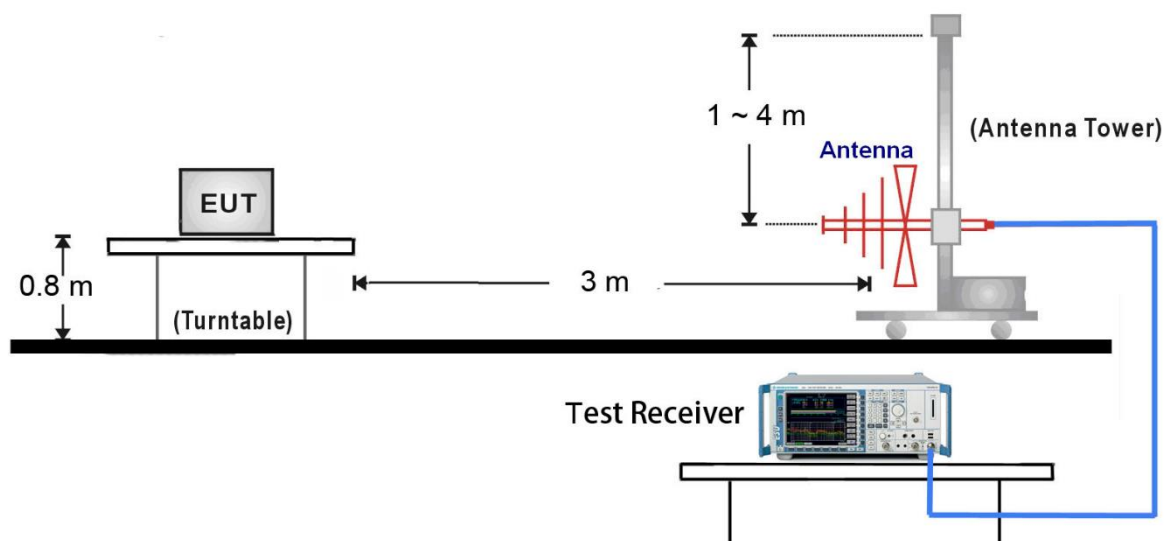 1 ~ 4 m
(Antenna Tower)
Antenna
EUT
0.8 m
3 m
(Turntable)
Test Receiver